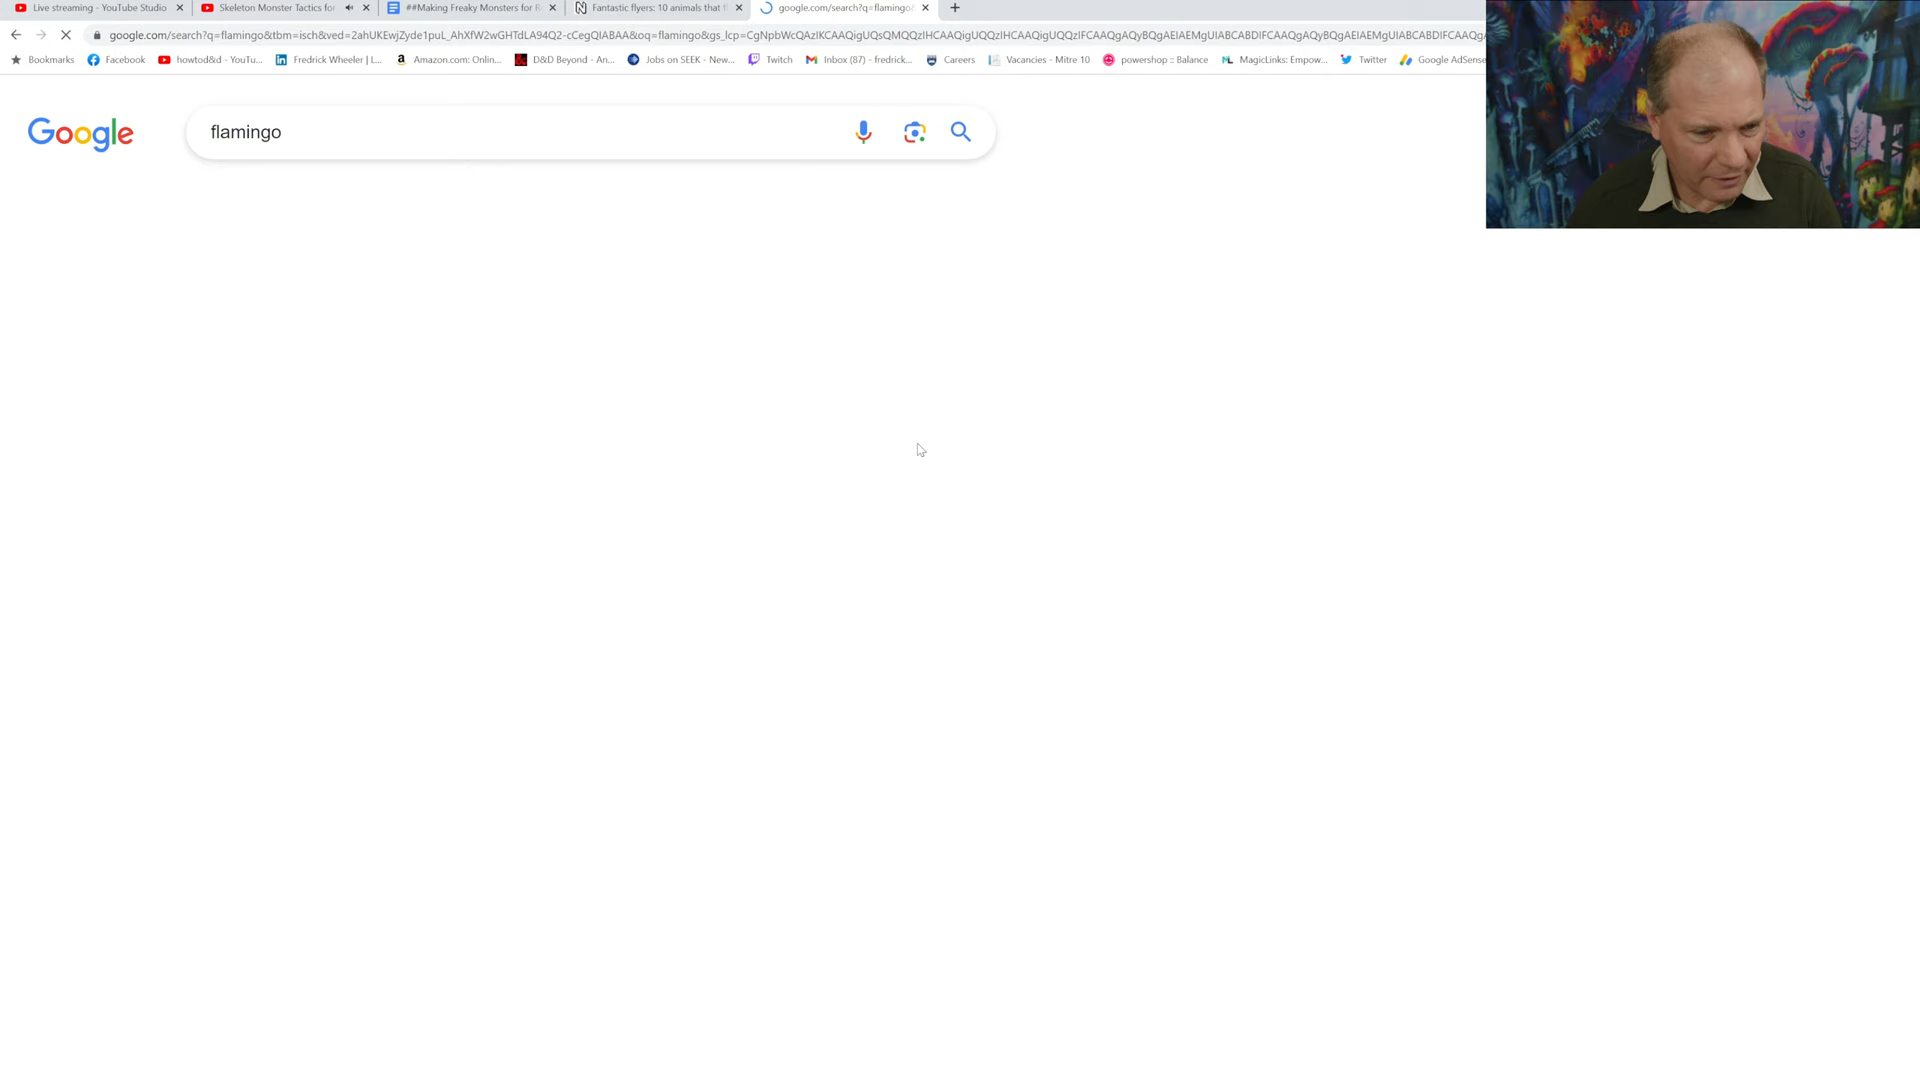 Live streaming - YouTube Studio
Skeleton Monster Tactics for
##Making Freaky Monsters for R
Fantastic flyers: 10 animals that f
google.com/search?q=flamingo
google.com/search?q=flamingo&tbm=isch&ved=2ahUKEwjZyde1puL_AhXfW2wGHTdLA94Q2-cCegQIABAA&oq=flamingo&gs_lcp=CgNpbWcQAzIKCAAQigUQsQMQQzIHCAAQigUQQzIHCAAQigUQQzIFCAAQgAQyBQgAEIAEMgUIABCABDIFCAAQgAQyBQgAEIAEMgUIABCABDIFCAAQgA
Bookmarks
Facebook
howtod&d - YouTu...
Fredrick Wheeler | L...
Amazon.com: Onlin...
D&D Beyond - An...
Jobs on SEEK - New...
Twitch
Inbox (87) - fredrick...
Careers
Vacancies - Mitre 10
powershop :: Balance
MagicLinks: Empow...
Twitter
Google AdSense
Google
flamingo